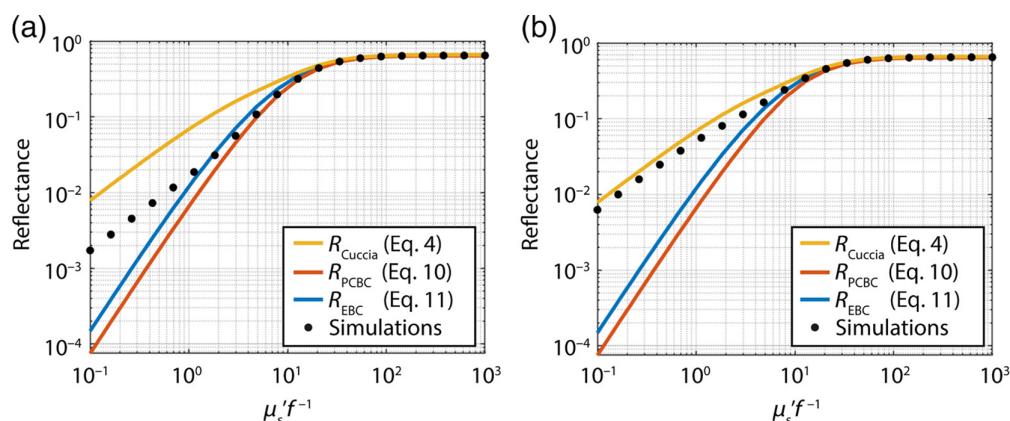 (a)
10⁰
10⁻¹
10⁻²
10⁻³
10⁻⁴
Reflectance
R_Cuccia (Eq. 4)
R_PCBC (Eq. 10)
R_EBC (Eq. 11)
Simulations
10⁻¹ 10⁰ 10¹ 10² 10³
μₛ′f⁻¹
(b)
10⁰
10⁻¹
10⁻²
10⁻³
10⁻⁴
Reflectance
R_Cuccia (Eq. 4)
R_PCBC (Eq. 10)
R_EBC (Eq. 11)
Simulations
10⁻¹ 10⁰ 10¹ 10² 10³
μₛ′f⁻¹